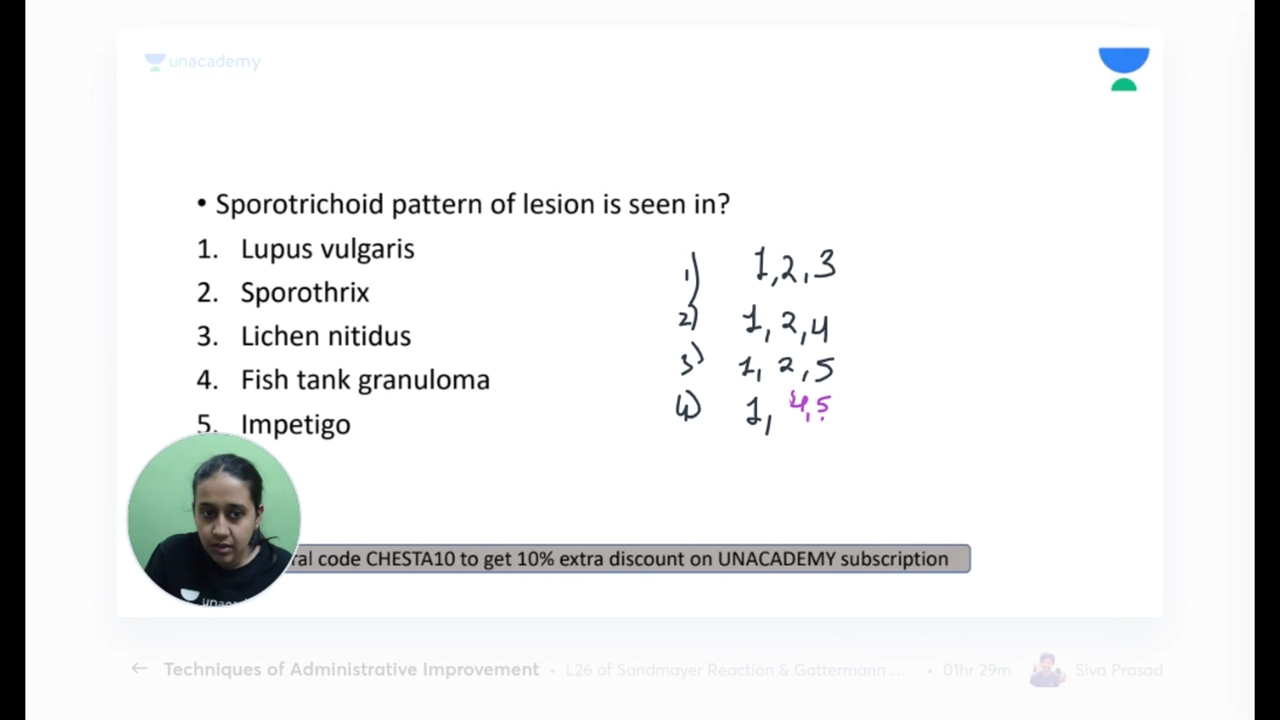 unacademy
• Sporotrichoid pattern of lesion is seen in?
1. Lupus vulgaris
2. Sporothrix
3. Lichen nitidus
4. Fish tank granuloma
5. Impetigo
1) 1,2,3
2) 1,2,4
3) 1,2,5
4) 1,4,5
ral code CHESTA10 to get 10% extra discount on UNACADEMY subscription
← Techniques of Administrative Improvement • L26 of Sandmayer Reaction & Gattermann ... • 01hr 29m Siva Prasad